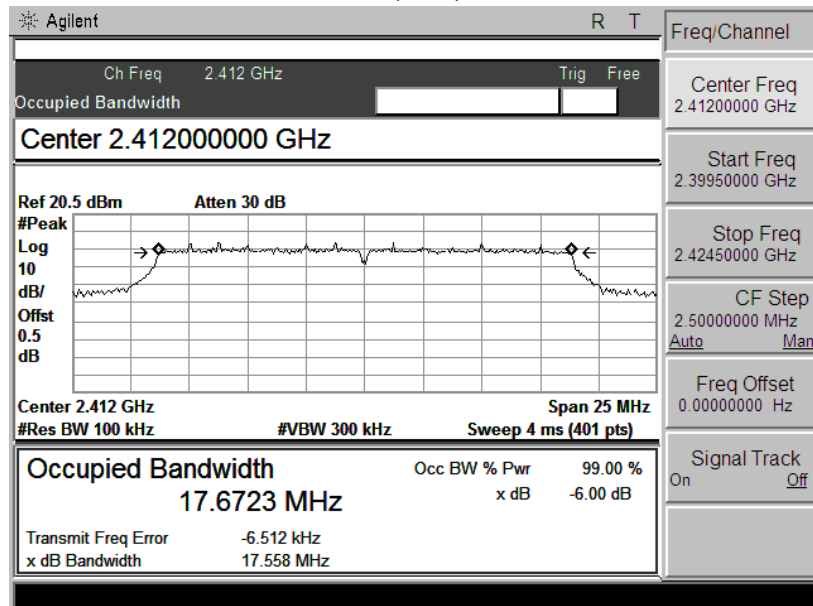 Agilent R T
Ch Freq 2.412 GHz Trig Free
Occupied Bandwidth
Center 2.412000000 GHz
Ref 20.5 dBm Atten 30 dB
#Peak
Log
10
dB/
Offst
0.5
dB
Center 2.412 GHz Span 25 MHz
#Res BW 100 kHz #VBW 300 kHz Sweep 4 ms (401 pts)
Occupied Bandwidth Occ BW % Pwr 99.00 %
17.6723 MHz x dB -6.00 dB
Transmit Freq Error -6.512 kHz
x dB Bandwidth 17.558 MHz
Freq/Channel
Center Freq
2.41200000 GHz
Start Freq
2.39950000 GHz
Stop Freq
2.42450000 GHz
CF Step
2.50000000 MHz
Auto Man
Freq Offset
0.00000000 Hz
Signal Track
On Off